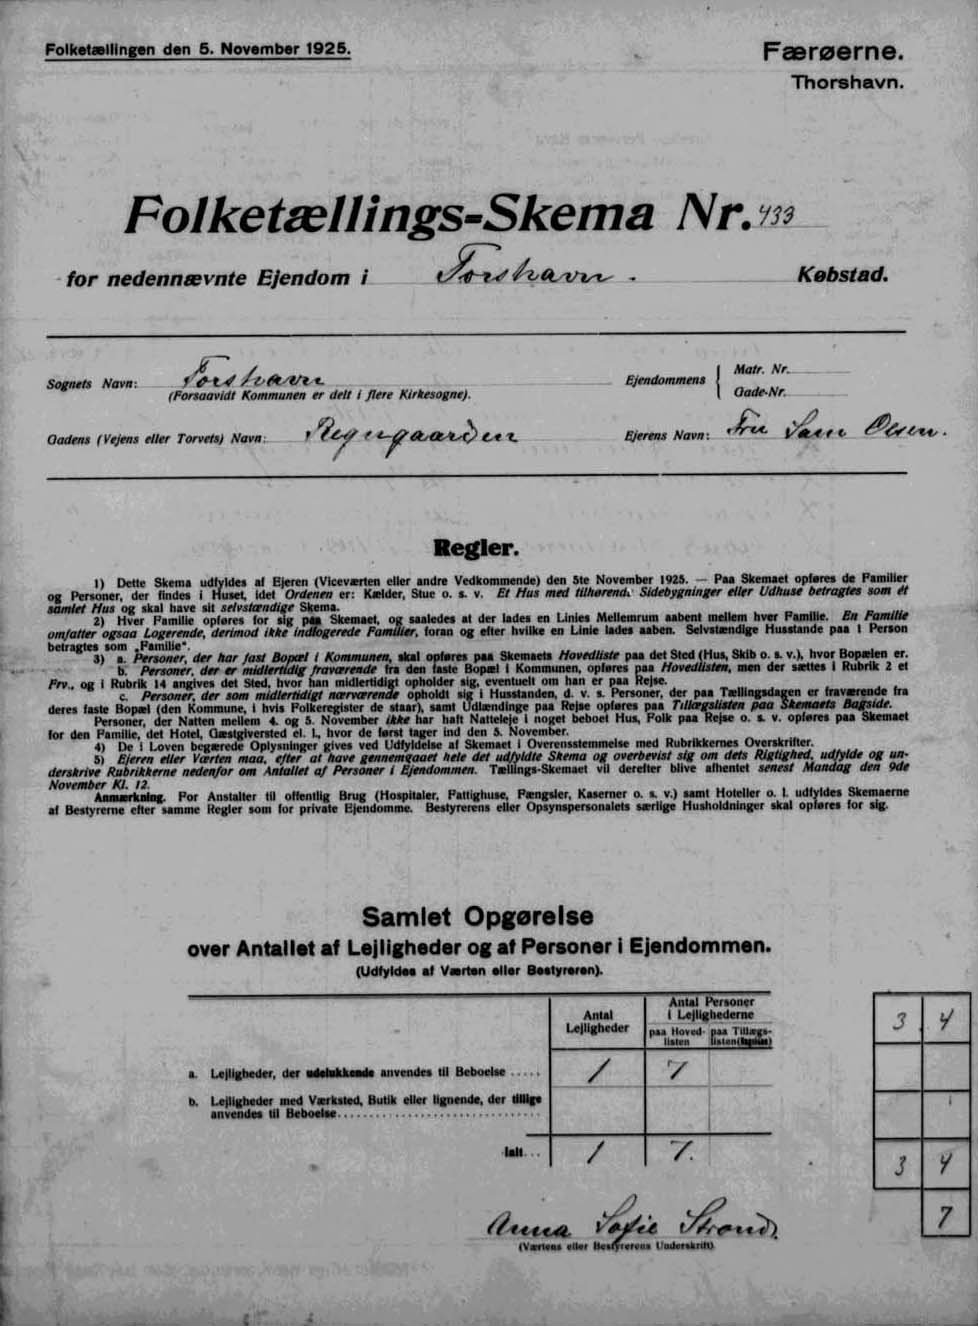 Folketællingen den 5. November 1925.
Færøerne.
Thorshavn.
Folketællings-Skema Nr. 433
for nedennævnte Ejendom i Torshavn. Købstad.
Sognets Navn: Torshavn
(Forsaavidt Kommunen er delt i flere Kirkesogne).
Ejendommens
Matr. Nr.
Gade-Nr.
Gadens (Vejens eller Torvets) Navn: Regngaarden
Ejerens Navn: Fru Sam Olsen.
Regler.
1) Dette Skema udfyldes af Ejeren (Viceværten eller andre Vedkommende) den 5te November 1925. — Paa Skemaet opføres de Familier
og Personer, der findes i Huset, idet Ordenen er: Kælder, Stue o. s. v. Et Hus med tilhørende Sidebygninger eller Udhuse betragtes som ét
samlet Hus og skal have sit selvstændige Skema.
2) Hver Familie opføres for sig paa Skemaet, og saaledes at der lades en Linies Mellemrum aabent mellem hver Familie. En Familie
omfatter ogsaa Logerende, derimod ikke indlogerede Familier, foran og efter hvilke en Linie lades aaben. Selvstændige Husstande paa 1 Person
betragtes som „Familie".
3) a. Personer, der har fast Bopæl i Kommunen, skal opføres paa Skemaets Hovedliste paa det Sted (Hus, Skib o. s. v.), hvor Bopælen er.
b. Personer, der er midlertidig fraværende fra den faste Bopæl i Kommunen, opføres paa Hovedlisten, men der sættes i Rubrik 2 et
Frv., og i Rubrik 14 angives det Sted, hvor han midlertidigt opholder sig, eventuelt om han er paa Rejse.
c. Personer, der som midlertidigt nærværende opholdt sig i Husstanden, d. v. s. Personer, der paa Tællingsdagen er fraværende fra
deres faste Bopæl (den Kommune, i hvis Folkeregister de staar), samt Udlændinge paa Rejse opføres paa Tillægslisten paa Skemaets Bagside.
Personer, der Natten mellem 4. og 5. November ikke har haft Natteleje i noget beboet Hus, Folk paa Rejse o. s. v. opføres paa Skemaet
for den Familie, det Hotel, Gæstgiversted el. l., hvor de først tager ind den 5. November.
4) De i Loven begærede Oplysninger gives ved Udfyldelse af Skemaet i Overensstemmelse med Rubrikkernes Overskrifter.
5) Ejeren eller Værten maa, efter at have gennemgaaet hele det udfyldte Skema og overbevist sig om dets Rigtighed, udfylde og un-
derskrive Rubrikkerne nedenfor om Antallet af Personer i Ejendommen. Tællings-Skemaet vil derefter blive afhentet senest Mandag den 9de
November Kl. 12.
Anmærkning. For Anstalter til offentlig Brug (Hospitaler, Fattighuse, Fængsler, Kaserner o. s. v.) samt Hoteller o. l. udfyldes Skemaerne
af Bestyrerne efter samme Regler som for private Ejendomme. Bestyrerens eller Opsynspersonalets særlige Husholdninger skal opføres for sig.
Samlet Opgørelse
over Antallet af Lejligheder og af Personer i Ejendommen.
(Udfyldes af Værten eller Bestyreren).
Antal
Lejligheder
Antal Personer
i Lejlighederne
paa Hoved-
listen
paa Tillægs-
listen
a. Lejligheder, der udelukkende anvendes til Beboelse ..... 1 7
b. Lejligheder med Værksted, Butik eller lignende, der tillige
anvendes til Beboelse
Ialt... 1 7.
3 4
3 4
7
Anna Sofie Strond,
(Værtens eller Bestyrerens Underskrift)